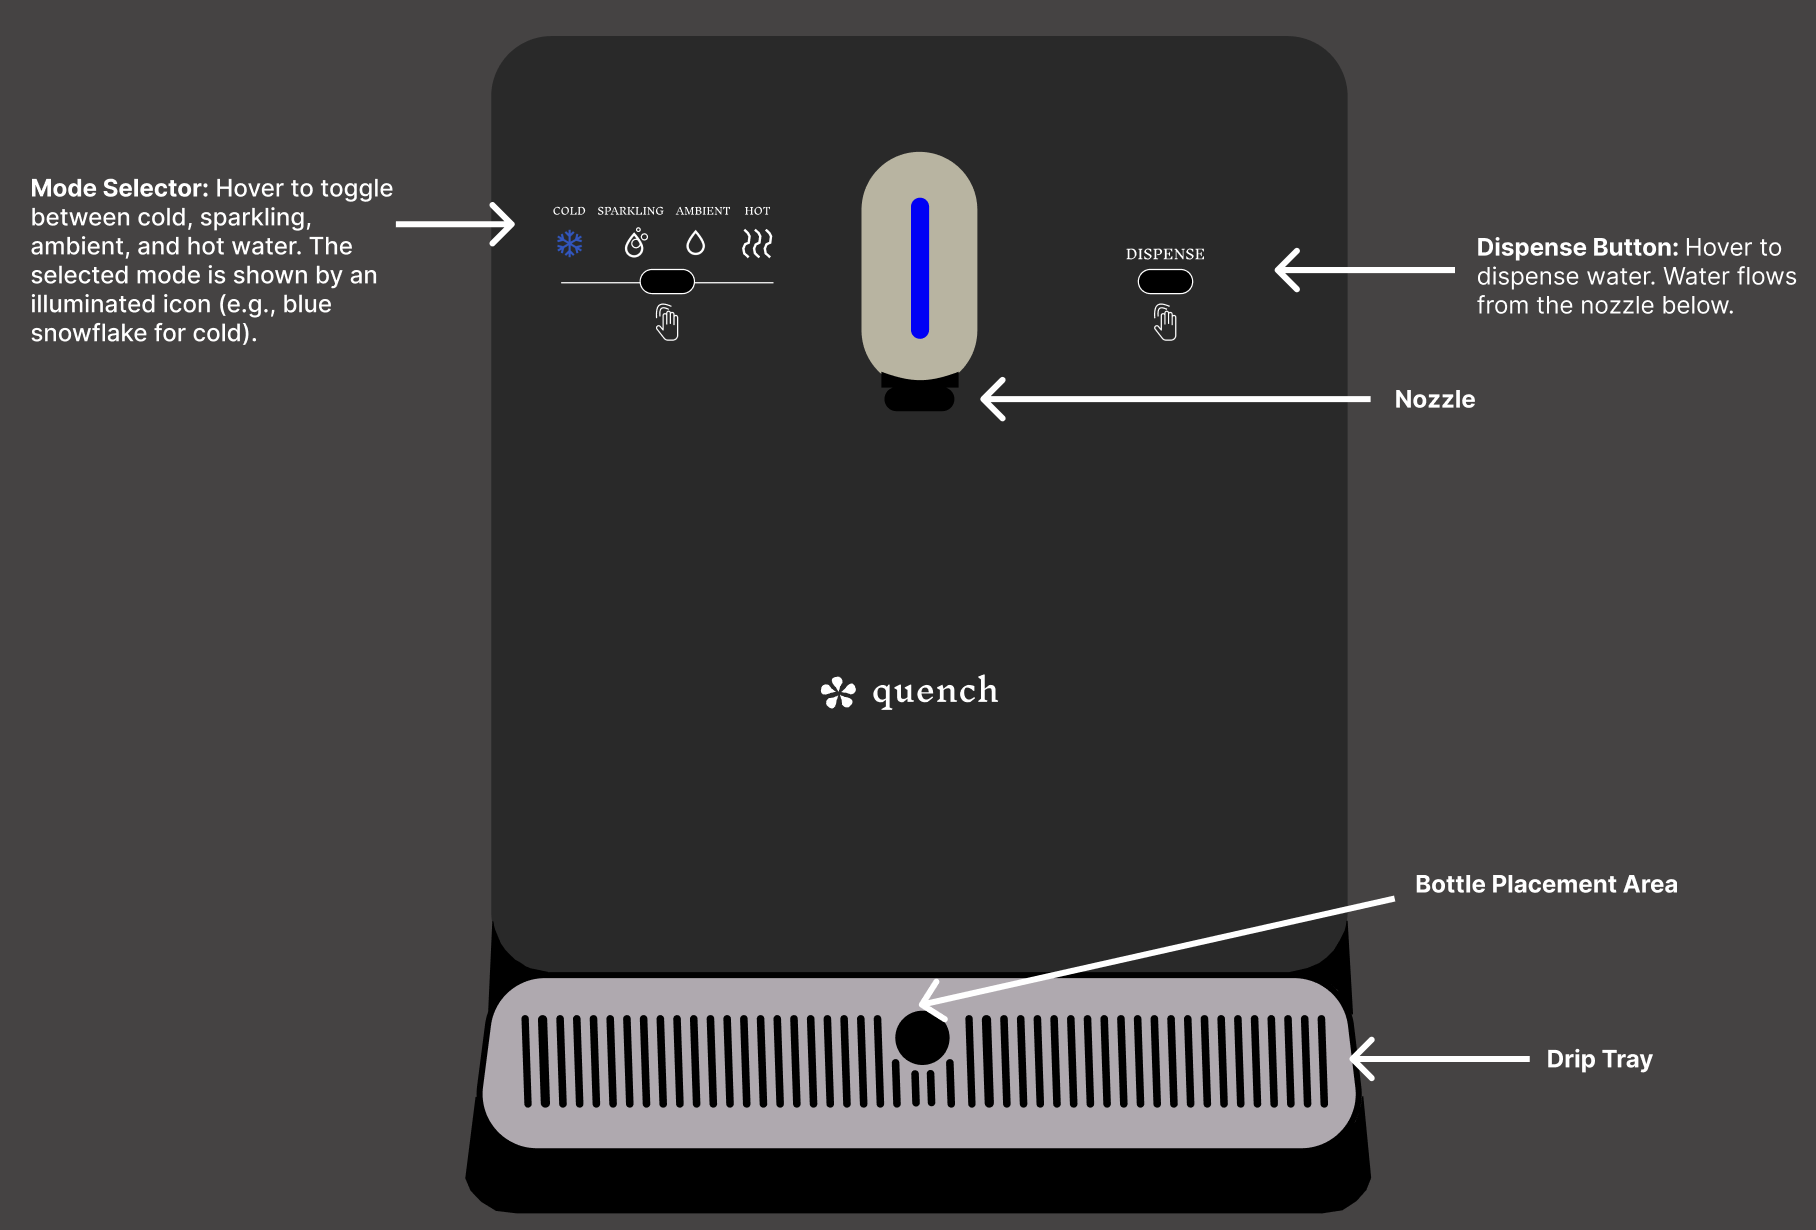 Mode Selector: Hover to toggle
between cold, sparkling,
ambient, and hot water. The
selected mode is shown by an
illuminated icon (e.g., blue
snowflake for cold).
COLD SPARKLING AMBIENT HOT
DISPENSE
Dispense Button: Hover to
dispense water. Water flows
from the nozzle below.
Nozzle
quench
Bottle Placement Area
Drip Tray